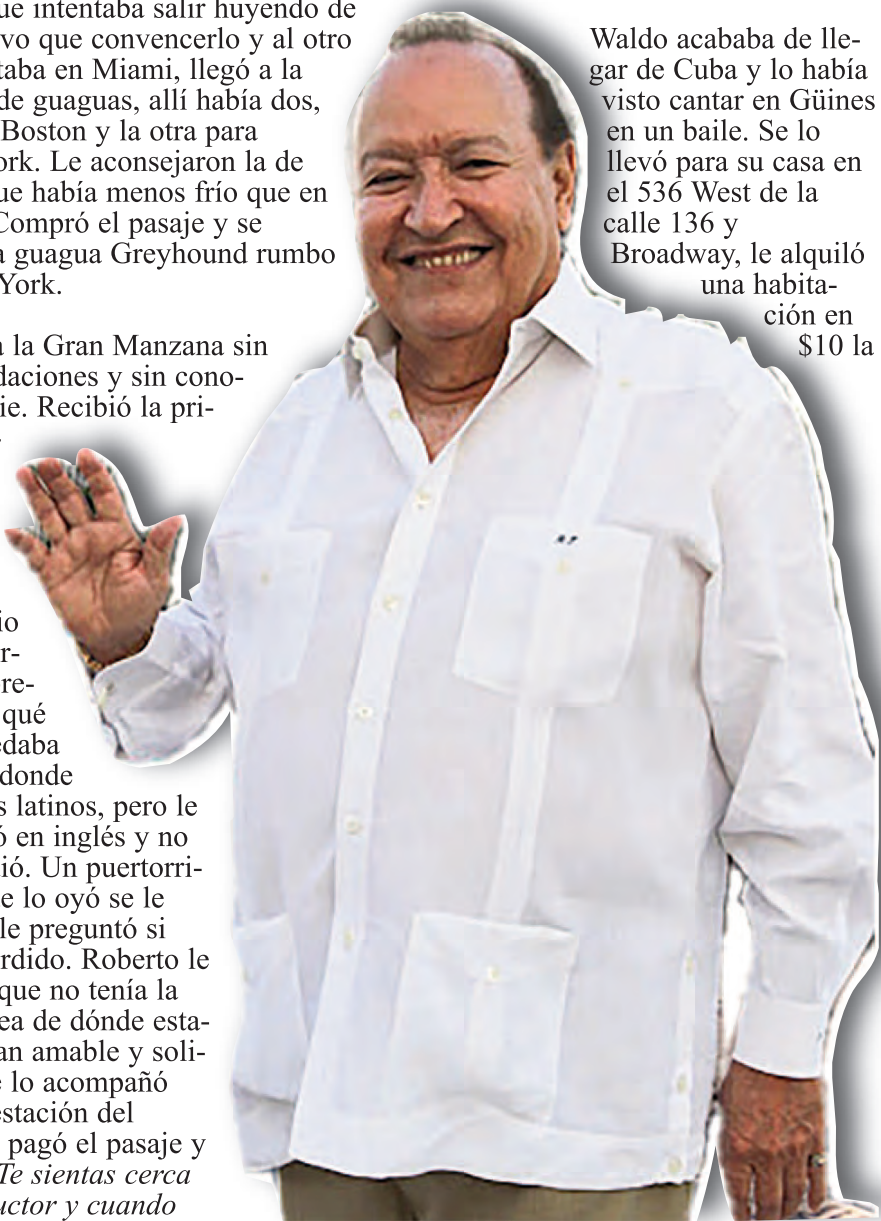 ue intentaba salir huyendo de
vo que convencerlo y al otro
taba en Miami, llegó a la
de guaguas, allí había dos,
Boston y la otra para
ork. Le aconsejaron la de
ue había menos frío que en
Compró el pasaje y se
a guagua Greyhound rumbo
York.
a la Gran Manzana sin
daciones y sin cono-
ie. Recibió la pri-
io
r-
re-
qué
edaba
donde
s latinos, pero le
ó en inglés y no
ió. Un puertorri-
e lo oyó se le
le preguntó si
rdido. Roberto le
que no tenía la
ea de dónde esta-
an amable y soli-
e lo acompañó
estación del
pagó el pasaje y
Te sientas cerca
uctor y cuando
Waldo acababa de lle-
gar de Cuba y lo había
visto cantar en Güines
en un baile. Se lo
llevó para su casa en
el 536 West de la
calle 136 y
Broadway, le alquiló
una habita-
ción en
$10 la